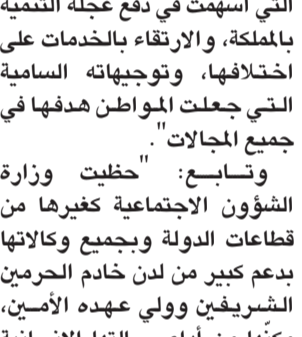 التي أسهمت في دفع عجلة التنمية
بالمملكة، والارتقاء بالخدمات على
اختلافها، وتوجيهاته السامية
التي جعلت المواطن هدفها في
جميع المجالات".
وتابع: "حظيت وزارة
الشؤون الاجتماعية كغيرها من
قطاعات الدولة وبجميع وكالاتها
بدعم كبير من لدن خادم الحرمين
الشريفين وولي عهده الأمين،